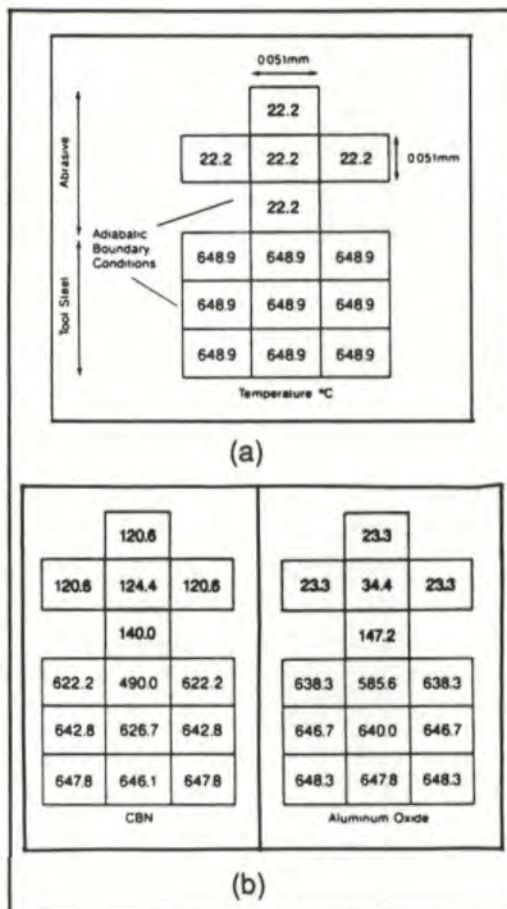 0.051mm
22.2
22.2 22.2 22.2
0.051mm
Abrasive
22.2
Adiabatic
Boundary
Conditions
Tool Steel
648.9 648.9 648.9
648.9 648.9 648.9
648.9 648.9 648.9
Temperature °C
(a)
120.6
120.6 124.4 120.6
140.0
622.2 490.0 622.2
642.8 626.7 642.8
647.8 646.1 647.8
CBN
23.3
23.3 34.4 23.3
147.2
638.3 585.6 638.3
646.7 640.0 646.7
648.3 647.8 648.3
Aluminum Oxide
(b)